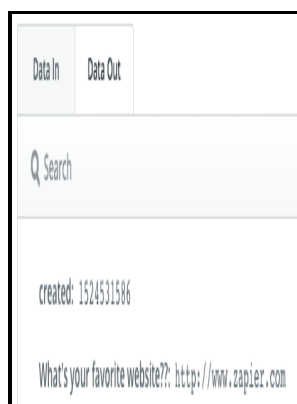 Data In Data Out
Search
created: 1524531586
What's your favorite website??: http://www.zapier.com